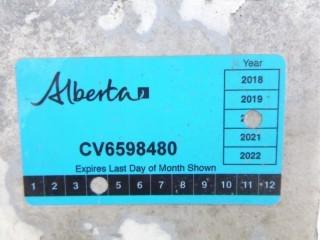 Alberta
Year
2018
2019
2021
2022
CV6598480
Expires Last Day of Month Shown
1 2 3 5 6 7 8 9 10 11 12